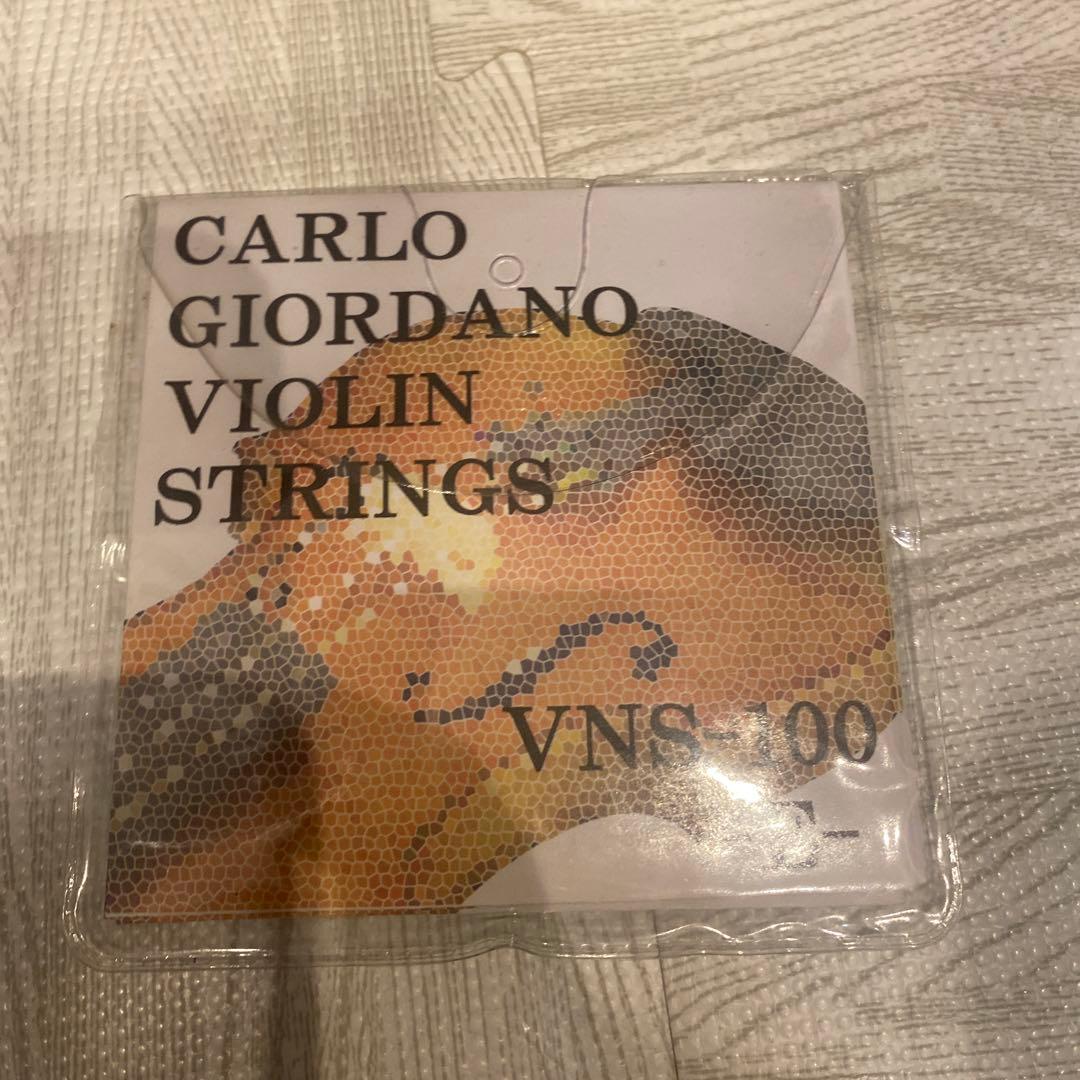 CARLO
GIORDANO
VIOLIN
STRINGS
VNS-100
-E-